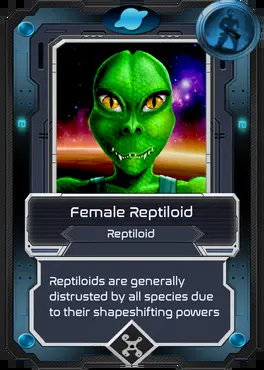 Female Reptiloid
Reptiloid
Reptiloids are generally
distrusted by all species due
to their shapeshifting powers